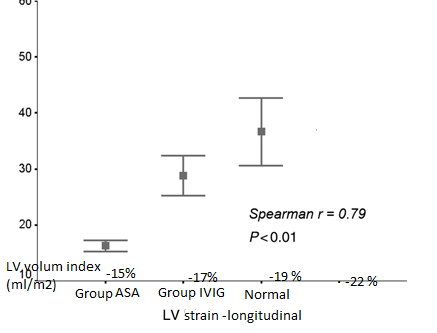 60
50
40
30
20
10
LV volum index
(ml/m2)
Spearman r = 0.79
P<0.01
-15%
-17%
-19 %
-22 %
Group ASA
Group IVIG
Normal
LV strain -longitudinal